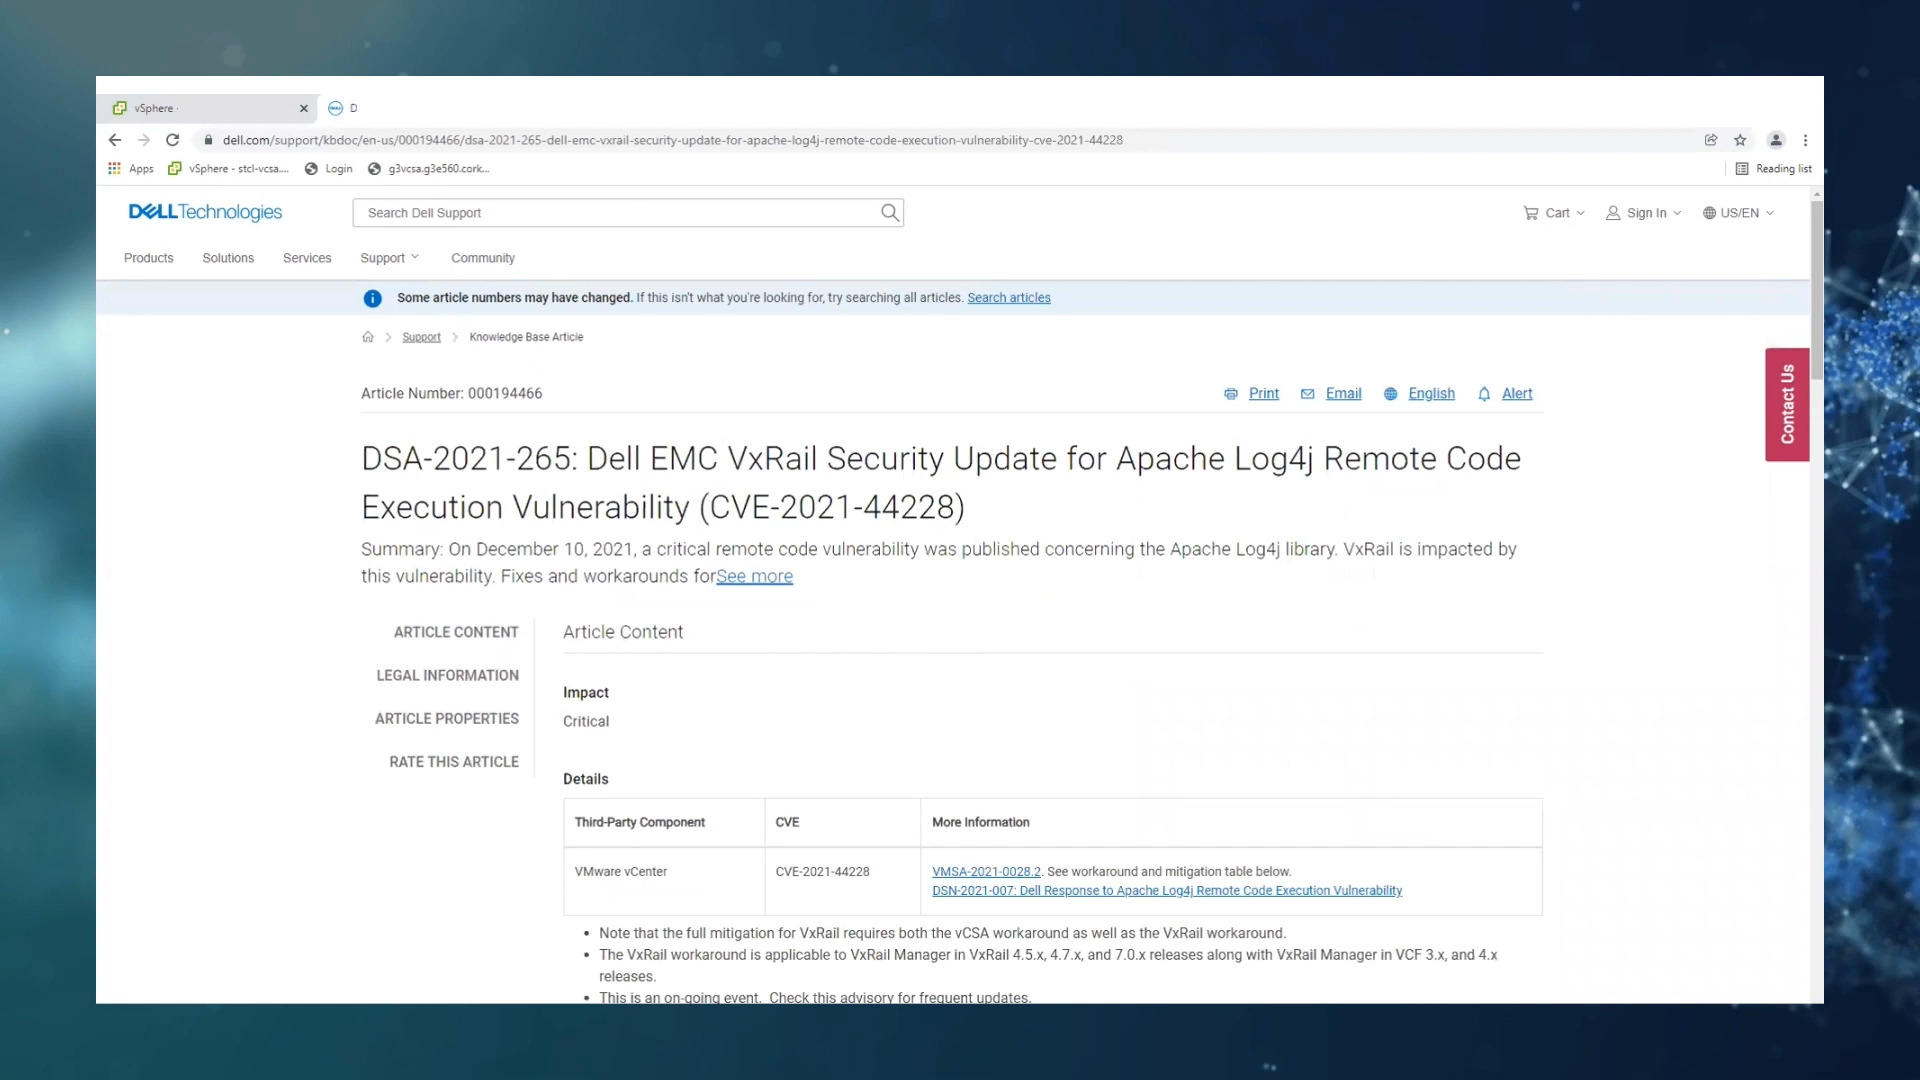 vSphere
D
dell.com/support/kbdoc/en-us/000194466/dsa-2021-265-dell-emc-vxrail-security-update-for-apache-log4j-remote-code-execution-vulnerability-cve-2021-44228
Apps vSphere - stcl-vcsa.... Login g3vcsa.g3e560.cork... Reading list
DELLTechnologies Search Dell Support Cart Sign In US/EN
Products Solutions Services Support Community
Some article numbers may have changed. If this isn't what you're looking for, try searching all articles. Search articles
Support Knowledge Base Article
Contact Us
Article Number: 000194466 Print Email English Alert
DSA-2021-265: Dell EMC VxRail Security Update for Apache Log4j Remote Code
Execution Vulnerability (CVE-2021-44228)
Summary: On December 10, 2021, a critical remote code vulnerability was published concerning the Apache Log4j library. VxRail is impacted by
this vulnerability. Fixes and workarounds forSee more
ARTICLE CONTENT
LEGAL INFORMATION
ARTICLE PROPERTIES
RATE THIS ARTICLE
Article Content
Impact
Critical
Details
Third-Party Component CVE More Information
VMware vCenter CVE-2021-44228 VMSA-2021-0028.2. See workaround and mitigation table below.
DSN-2021-007: Dell Response to Apache Log4j Remote Code Execution Vulnerability
• Note that the full mitigation for VxRail requires both the vCSA workaround as well as the VxRail workaround.
• The VxRail workaround is applicable to VxRail Manager in VxRail 4.5.x, 4.7.x, and 7.0.x releases along with VxRail Manager in VCF 3.x, and 4.x
releases.
• This is an on-going event. Check this advisory for frequent updates.